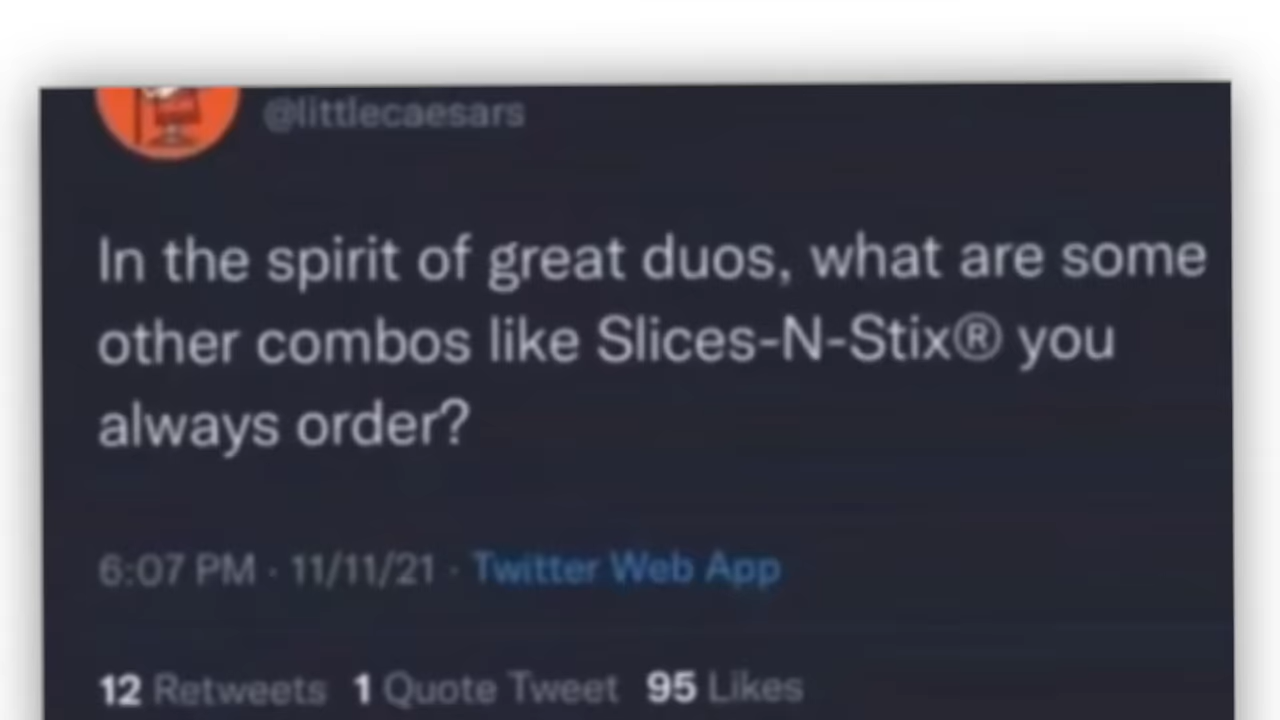 @littlecaesars
In the spirit of great duos, what are some
other combos like Slices-N-Stix® you
always order?
6:07 PM · 11/11/21 · Twitter Web App
12 Retweets 1 Quote Tweet 95 Likes